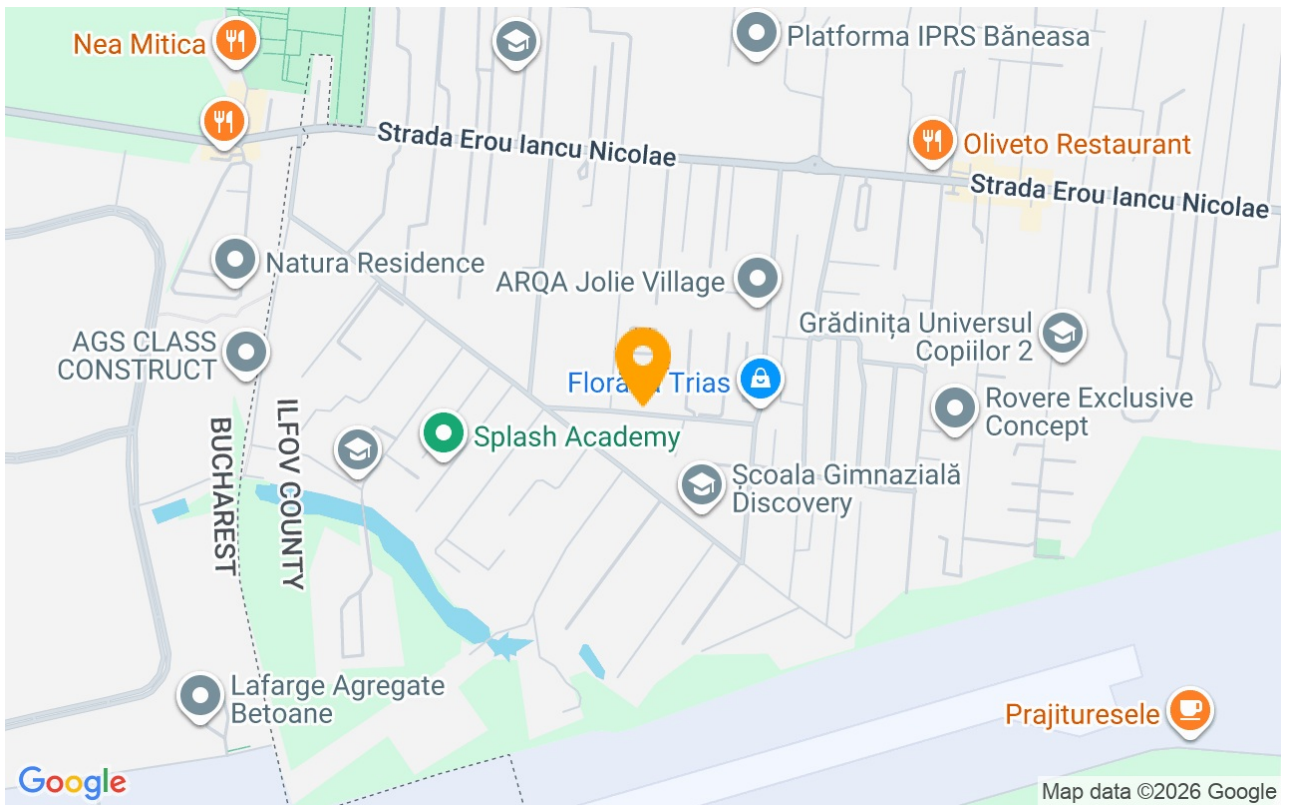 Nea Mitica
Platforma IPRS Băneasa
Strada Erou Iancu Nicolae
Oliveto Restaurant
Strada Erou Iancu Nicolae
Natura Residence
ARQA Jolie Village
Grădinița Universul
Copiilor 2
AGS CLASS
CONSTRUCT
Trias
Rovere Exclusive
Concept
Splash Academy
ILFOV COUNTY
BUCHAREST
Școala Gimnazială
Discovery
Lafarge Agregate
Betoane
Prajituresele
Google
Map data ©2026 Google